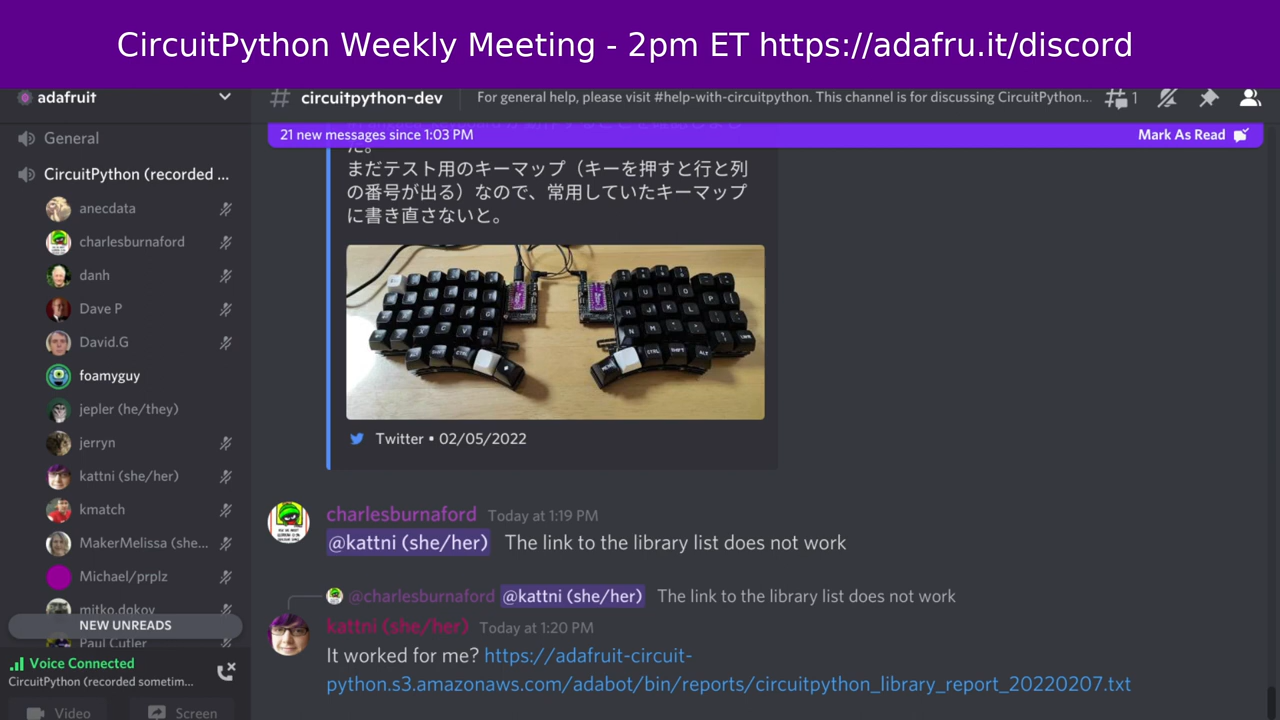 CircuitPython Weekly Meeting - 2pm ET https://adafru.it/discord
adafruit
# circuitpython-dev
For general help, please visit #help-with-circuitpython. This channel is for discussing CircuitPython...
1
General
CircuitPython (recorded ...
anecdata
charlesburnaford
danh
Dave P
David.G
foamyguy
jepler (he/they)
jerryn
kattni (she/her)
kmatch
MakerMelissa (she...
Michael/prplz
mitko.dgkov
NEW UNREADS
Paul Cutler
Voice Connected
CircuitPython (recorded sometim...
Video
Screen
21 new messages since 1:03 PM
Mark As Read
た。
まだテスト用のキーマップ（キーを押すと行と列
の番号が出る）なので、常用していたキーマップ
に書き直さないと。
Twitter • 02/05/2022
charlesburnaford Today at 1:19 PM
@kattni (she/her) The link to the library list does not work
@charlesburnaford @kattni (she/her) The link to the library list does not work
kattni (she/her) Today at 1:20 PM
It worked for me? https://adafruit-circuit-
python.s3.amazonaws.com/adabot/bin/reports/circuitpython_library_report_20220207.txt